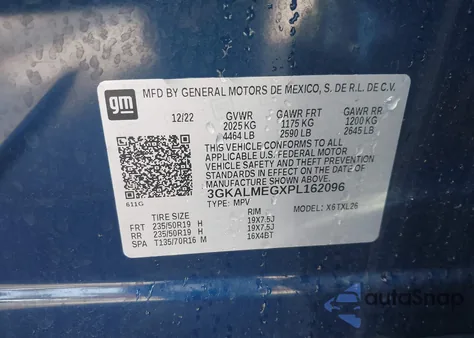 gm
MFD BY GENERAL MOTORS DE MEXICO, S. DE R.L. DE C.V.
12/22 GVWR GAWR FRT GAWR RR
2025 KG 1175 KG 1200 KG
4464 LB 2590 LB 2645 LB
THIS VEHICLE CONFORMS TO ALL
APPLICABLE U.S. FEDERAL MOTOR
VEHICLE SAFETY AND THEFT PREVENTION
STANDARDS IN EFFECT ON THE DATE OF
MANUFACTURE SHOWN ABOVE.
611G
3GKALMEGXPL162096
TYPE: MPV MODEL: X6TXL26
TIRE SIZE RIM
FRT 235/50R19 H 19X7.5J
RR 235/50R19 H 19X7.5J
SPA T135/70R16 M 16X4BT
autoSnap